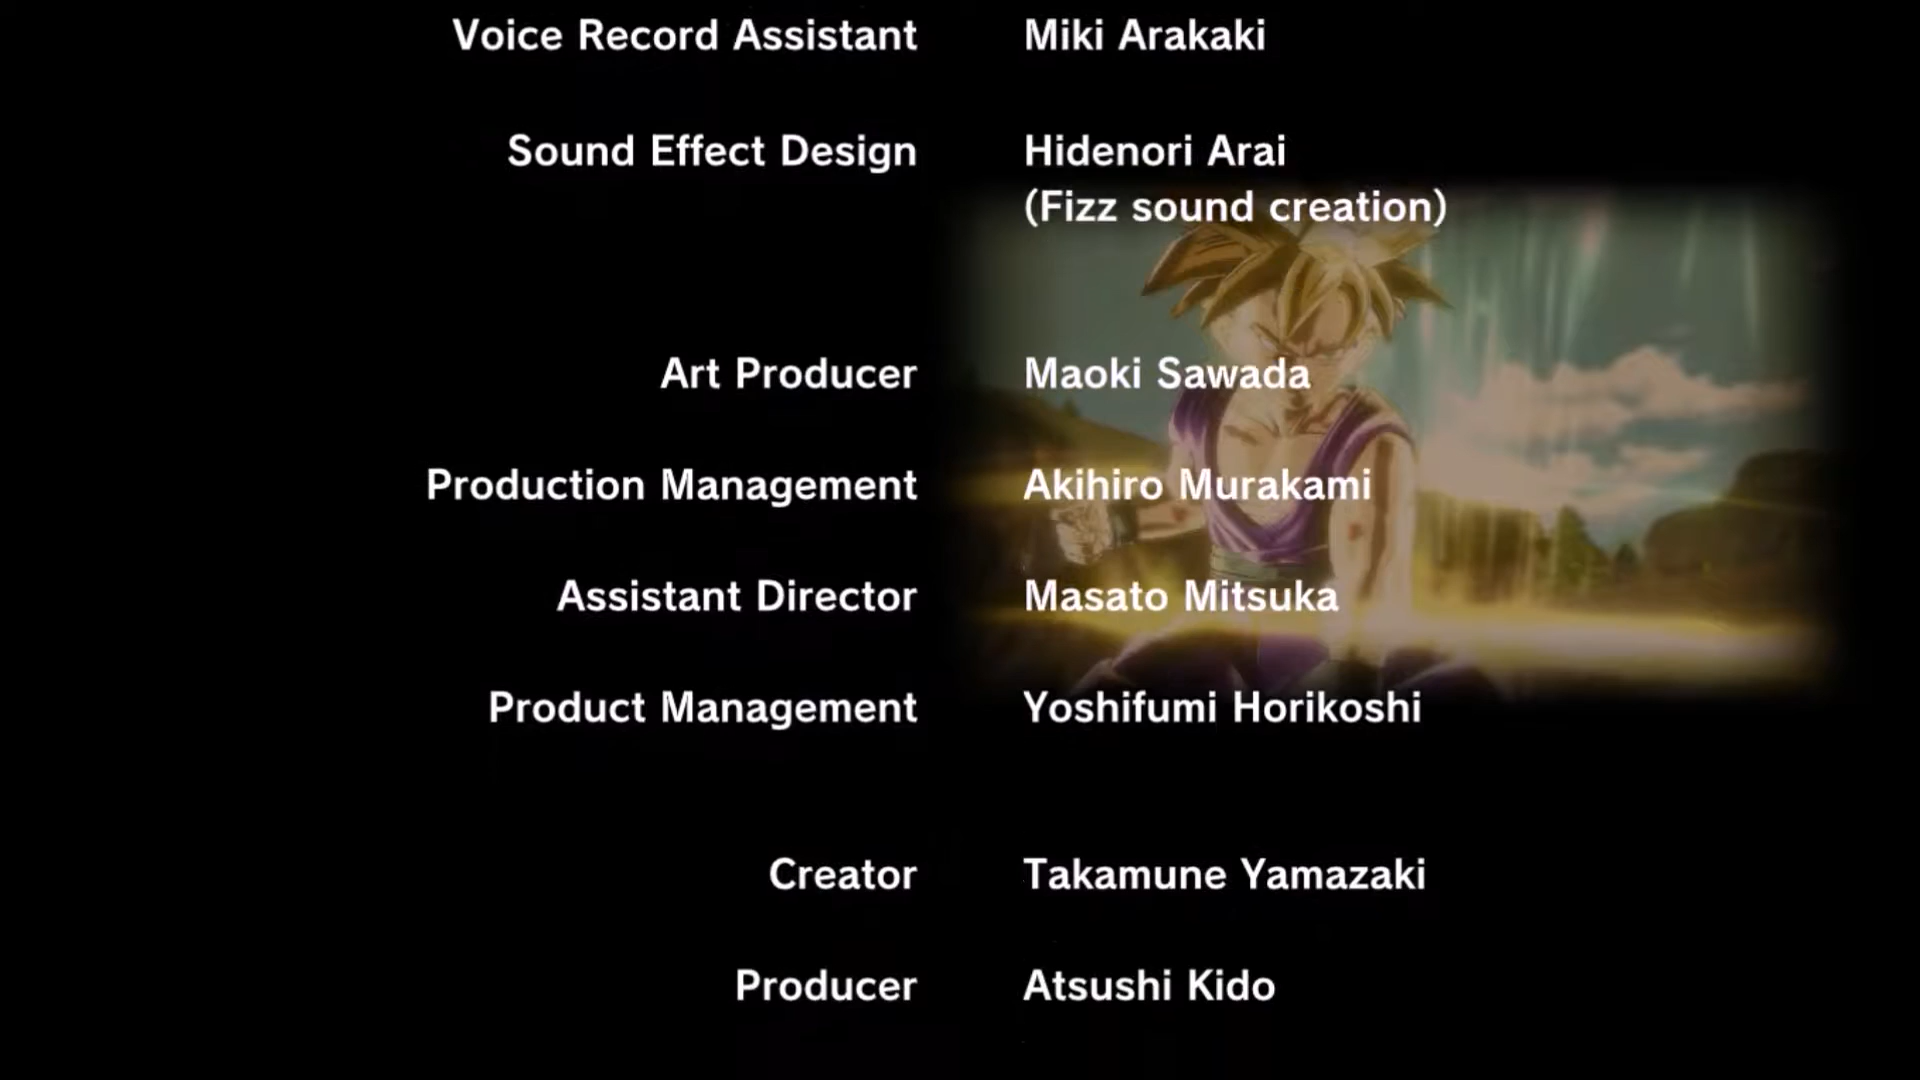 Voice Record Assistant Miki Arakaki
Sound Effect Design Hidenori Arai
(Fizz sound creation)
Art Producer Maoki Sawada
Production Management Akihiro Murakami
Assistant Director Masato Mitsuka
Product Management Yoshifumi Horikoshi
Creator Takamune Yamazaki
Producer Atsushi Kido